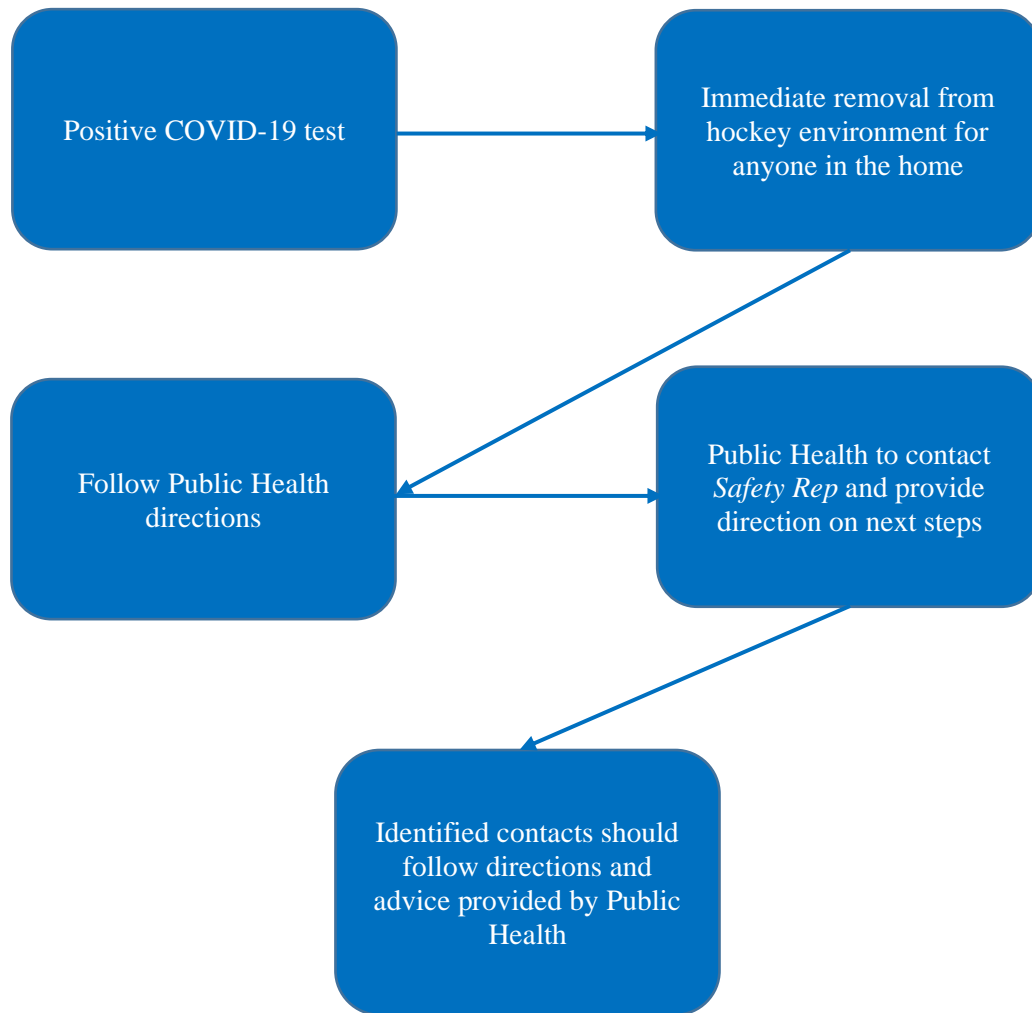 Positive COVID-19 test
Immediate removal from
hockey environment for
anyone in the home
Follow Public Health
directions
Public Health to contact
Safety Rep and provide
direction on next steps
Identified contacts should
follow directions and
advice provided by Public
Health